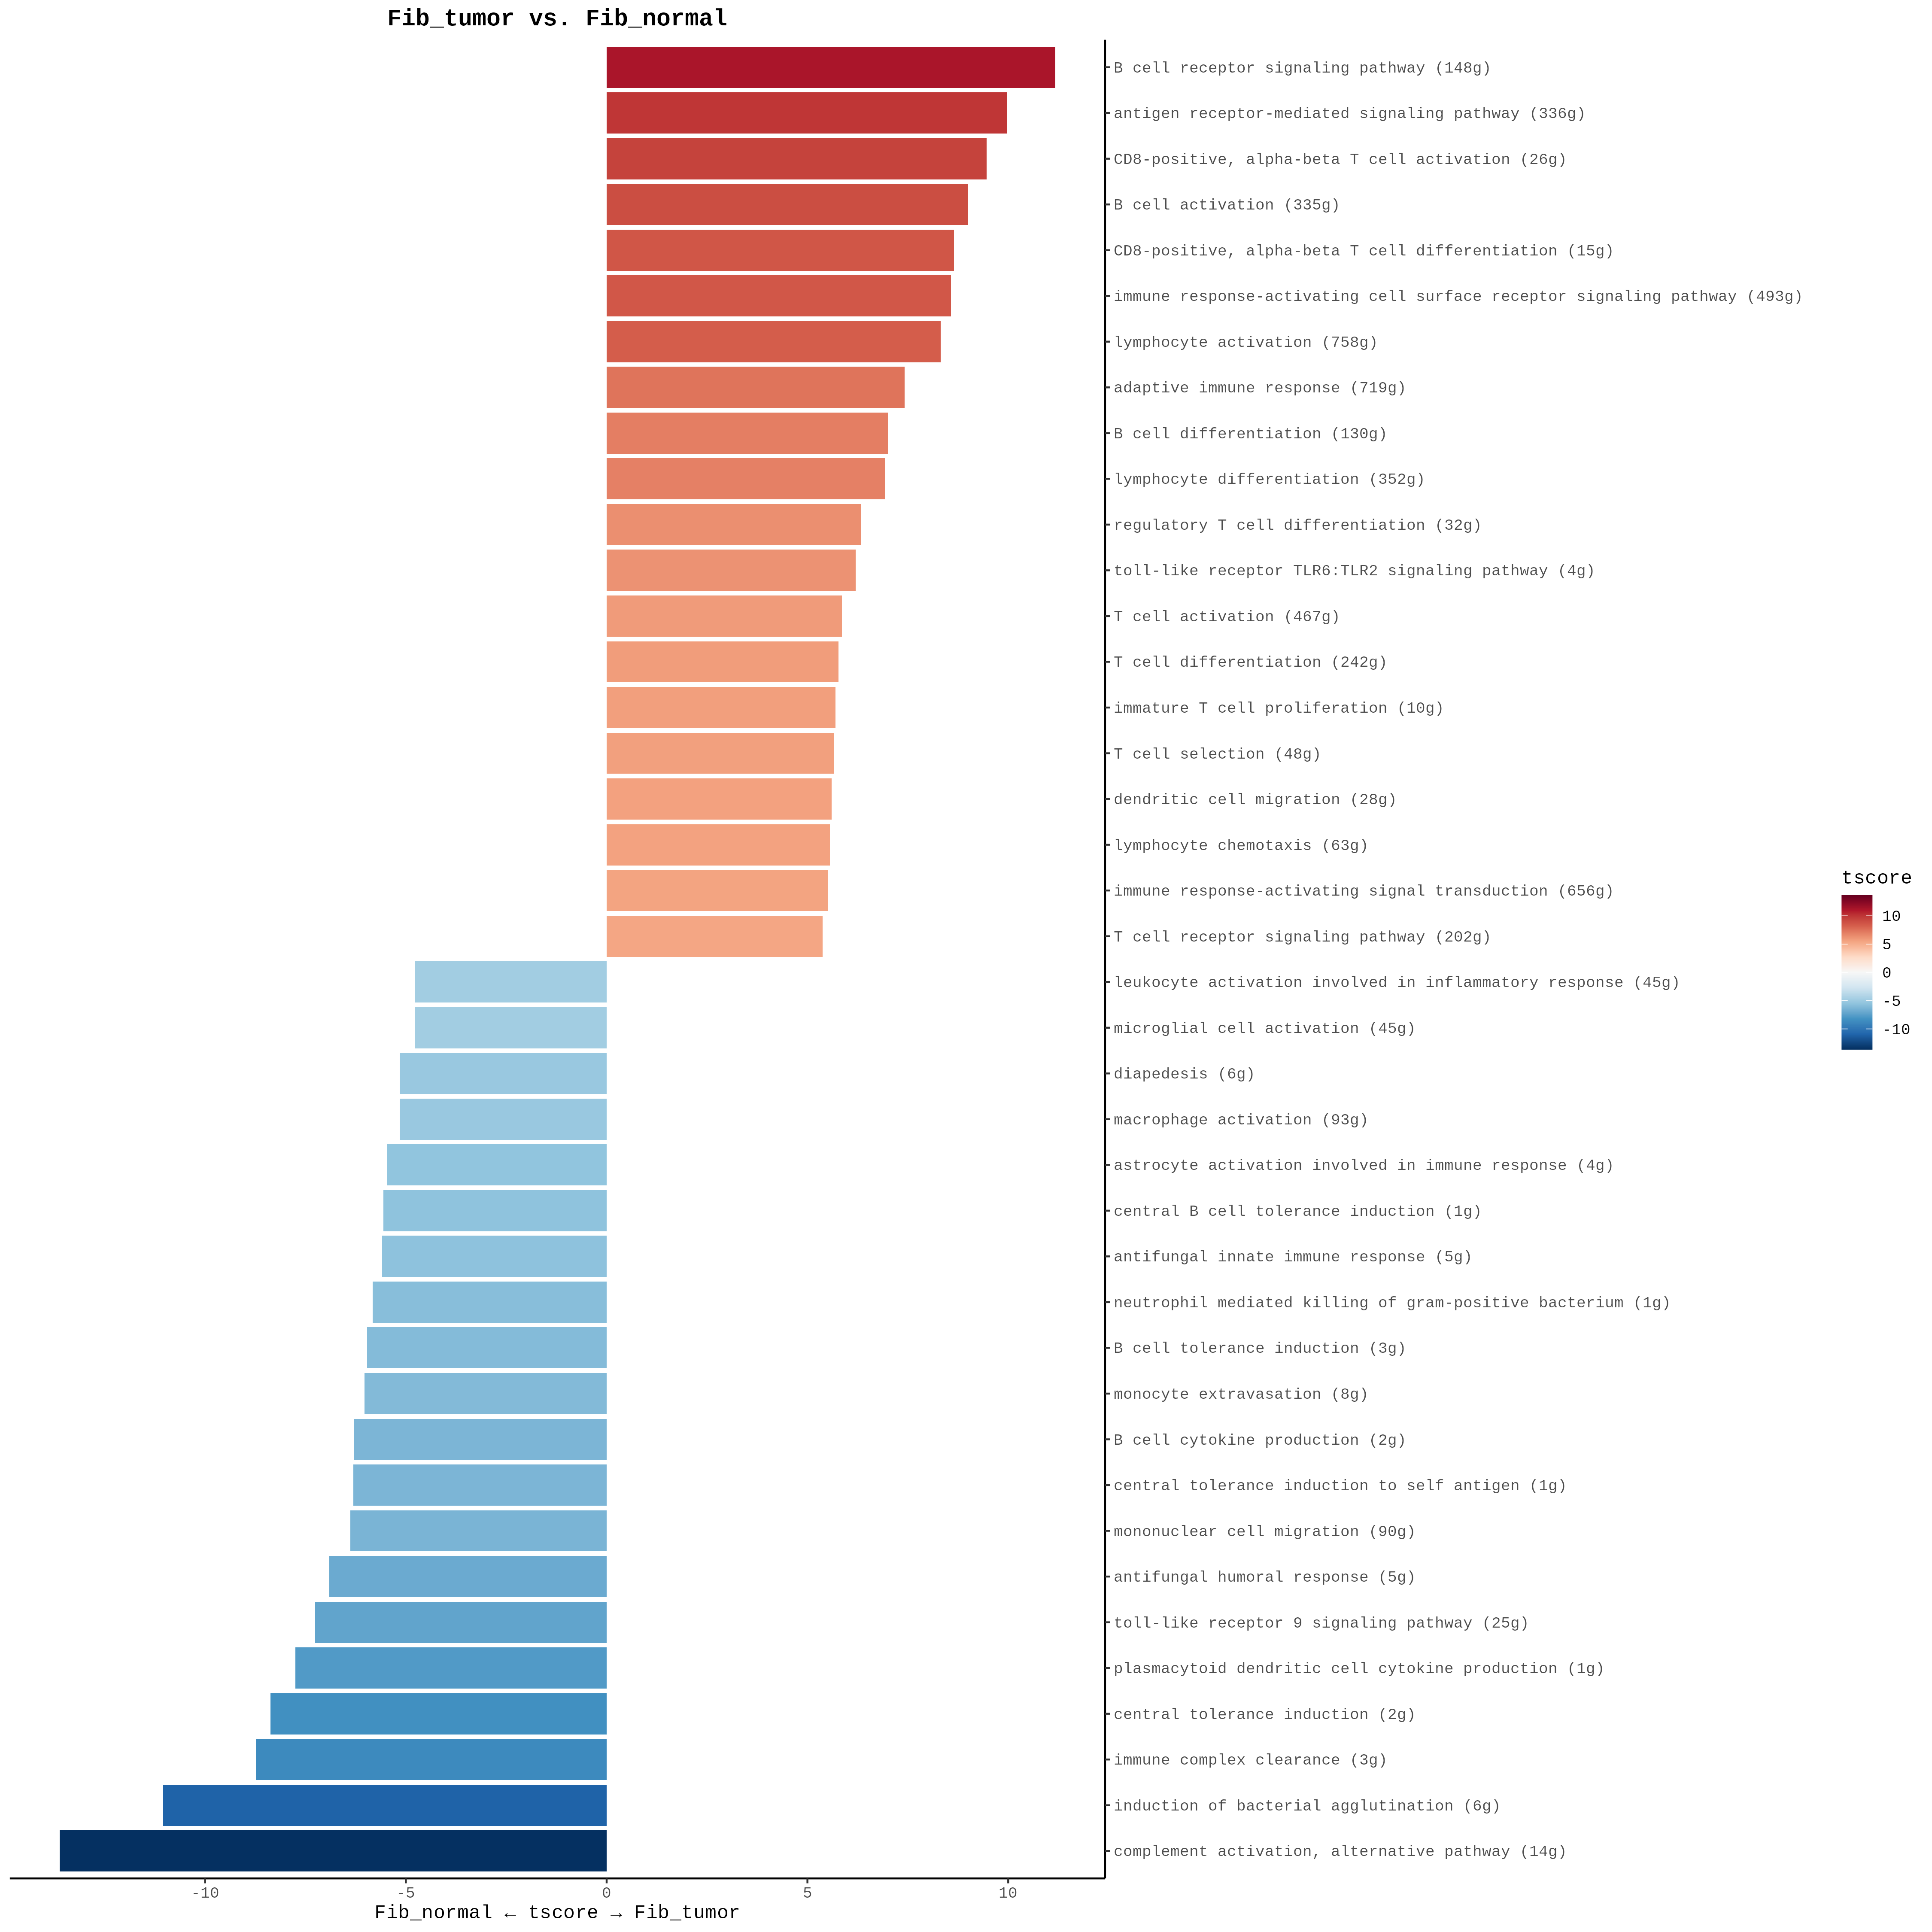 Fib_tumor vs. Fib_normal
B cell receptor signaling pathway (148g)
antigen receptor-mediated signaling pathway (336g)
CD8-positive, alpha-beta T cell activation (26g)
B cell activation (335g)
CD8-positive, alpha-beta T cell differentiation (15g)
immune response-activating cell surface receptor signaling pathway (493g)
lymphocyte activation (758g)
adaptive immune response (719g)
B cell differentiation (130g)
lymphocyte differentiation (352g)
regulatory T cell differentiation (32g)
toll-like receptor TLR6:TLR2 signaling pathway (4g)
T cell activation (467g)
T cell differentiation (242g)
immature T cell proliferation (10g)
T cell selection (48g)
dendritic cell migration (28g)
lymphocyte chemotaxis (63g)
immune response-activating signal transduction (656g)
T cell receptor signaling pathway (202g)
leukocyte activation involved in inflammatory response (45g)
microglial cell activation (45g)
diapedesis (6g)
macrophage activation (93g)
astrocyte activation involved in immune response (4g)
central B cell tolerance induction (1g)
antifungal innate immune response (5g)
neutrophil mediated killing of gram-positive bacterium (1g)
B cell tolerance induction (3g)
monocyte extravasation (8g)
B cell cytokine production (2g)
central tolerance induction to self antigen (1g)
mononuclear cell migration (90g)
antifungal humoral response (5g)
toll-like receptor 9 signaling pathway (25g)
plasmacytoid dendritic cell cytokine production (1g)
central tolerance induction (2g)
immune complex clearance (3g)
induction of bacterial agglutination (6g)
complement activation, alternative pathway (14g)
-10 -5 0 5 10
Fib_normal ← tscore → Fib_tumor
tscore
10
5
0
-5
-10